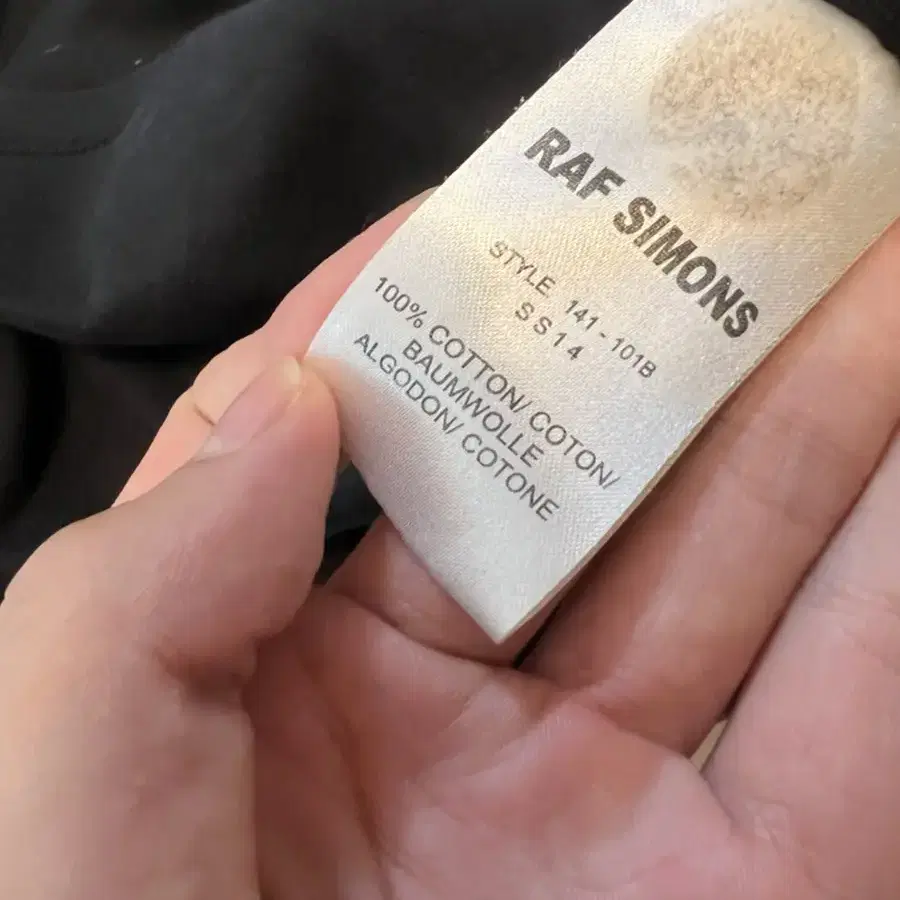 RAF SIMONS
STYLE 141-101B
SS14
100% COTTON/ COTON/
BAUMWOLLE
ALGODON/ COTONE